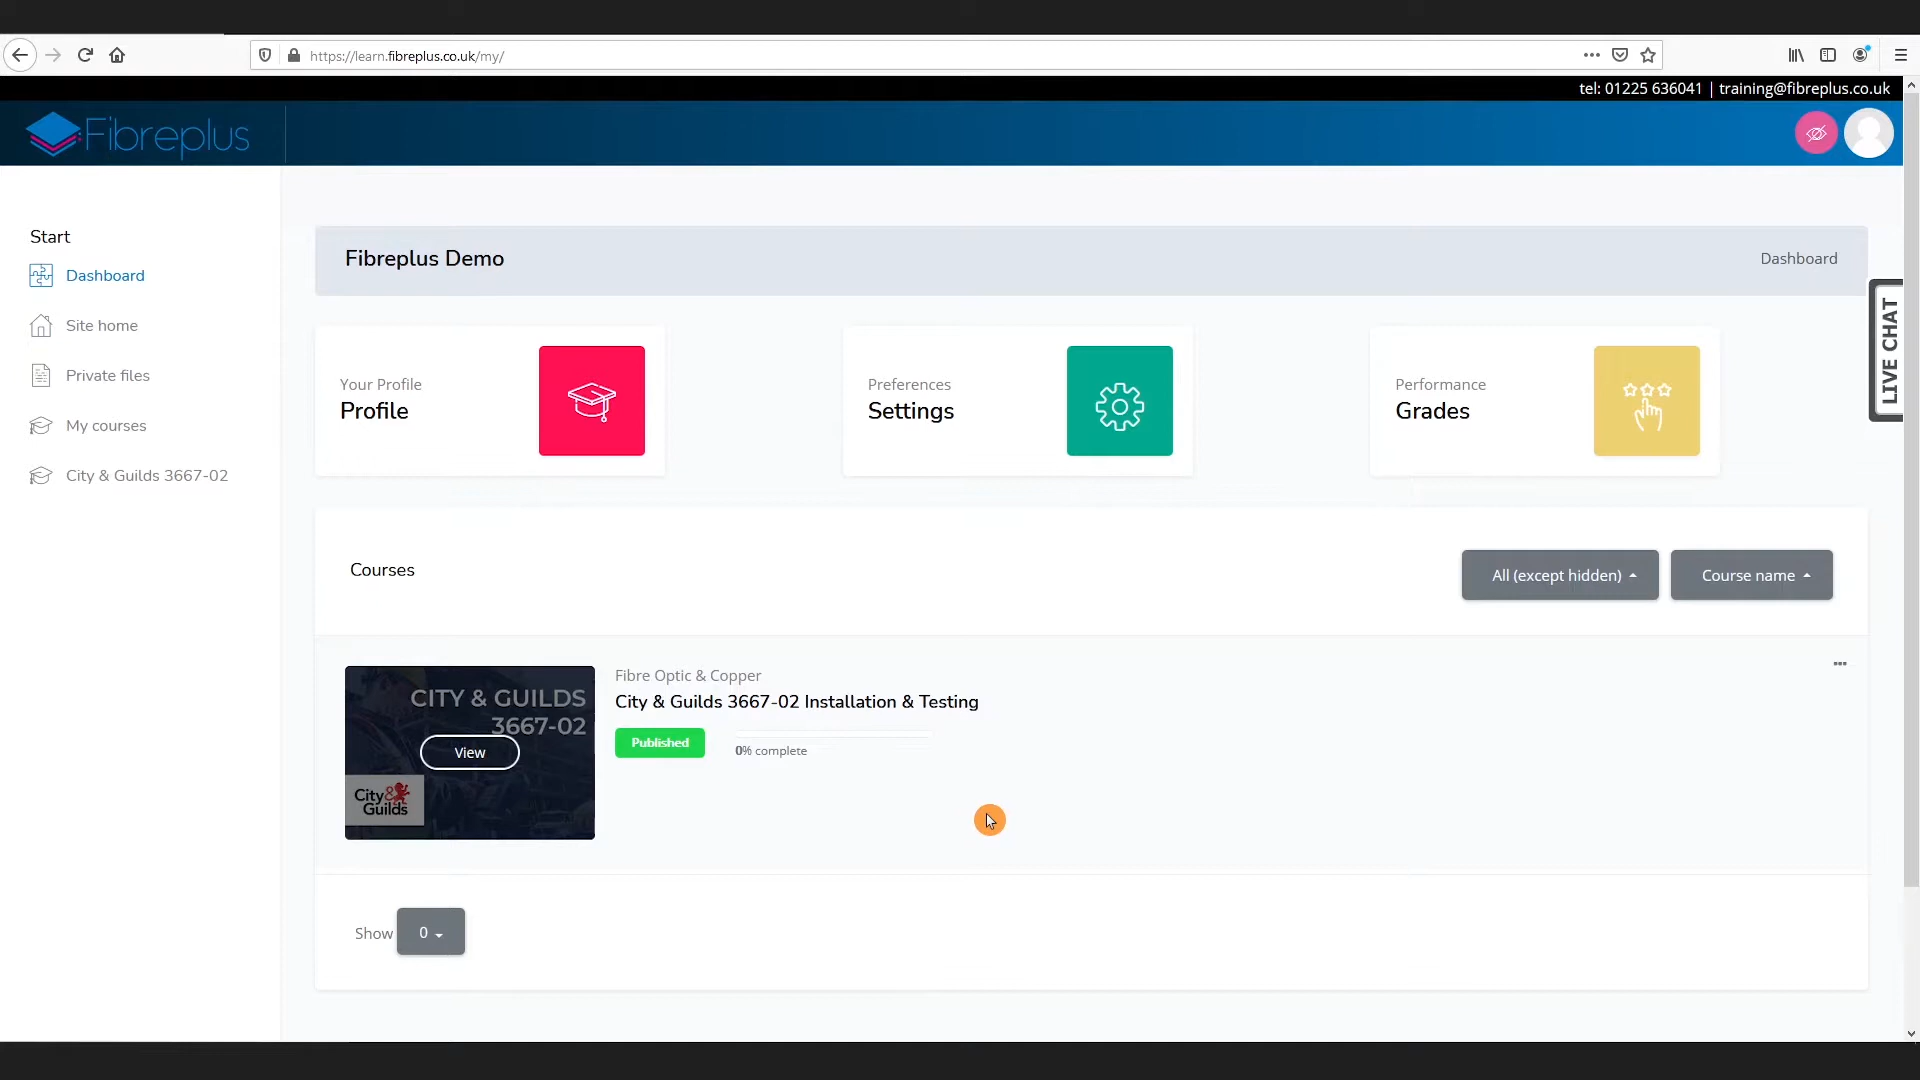 https://learn.fibreplus.co.uk/my/
tel: 01225 636041 | training@fibreplus.co.uk
Fibreplus
Start
Dashboard
Site home
Private files
My courses
City & Guilds 3667-02
Fibreplus Demo
Dashboard
Your Profile
Profile
Preferences
Settings
Performance
Grades
LIVE CHAT
Courses
All (except hidden)
Course name
CITY & GUILDS
3667-02
View
City & Guilds
Fibre Optic & Copper
City & Guilds 3667-02 Installation & Testing
Published
0% complete
Show 0